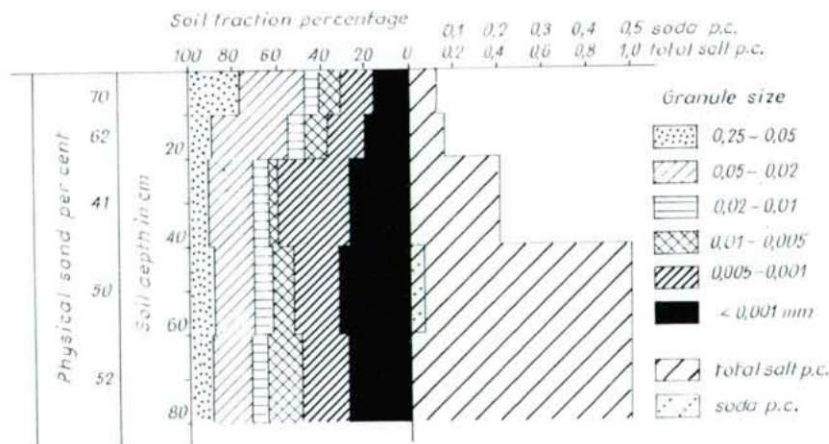 Soil fraction percentage
0,1 0,2 0,3 0,4 0,5 soda p.c.
100 80 60 40 20 0 0,2 0,4 0,6 0,8 1,0 total salt p.c.
Physical sand per cent
70
62
41
50
52
Soil depth in cm
20
40
60
80
Granule size
0,25 - 0,05
0,05 - 0,02
0,02 - 0,01
0,01 - 0,005
0,005 - 0,001
< 0,001 mm
total salt p.c.
soda p.c.